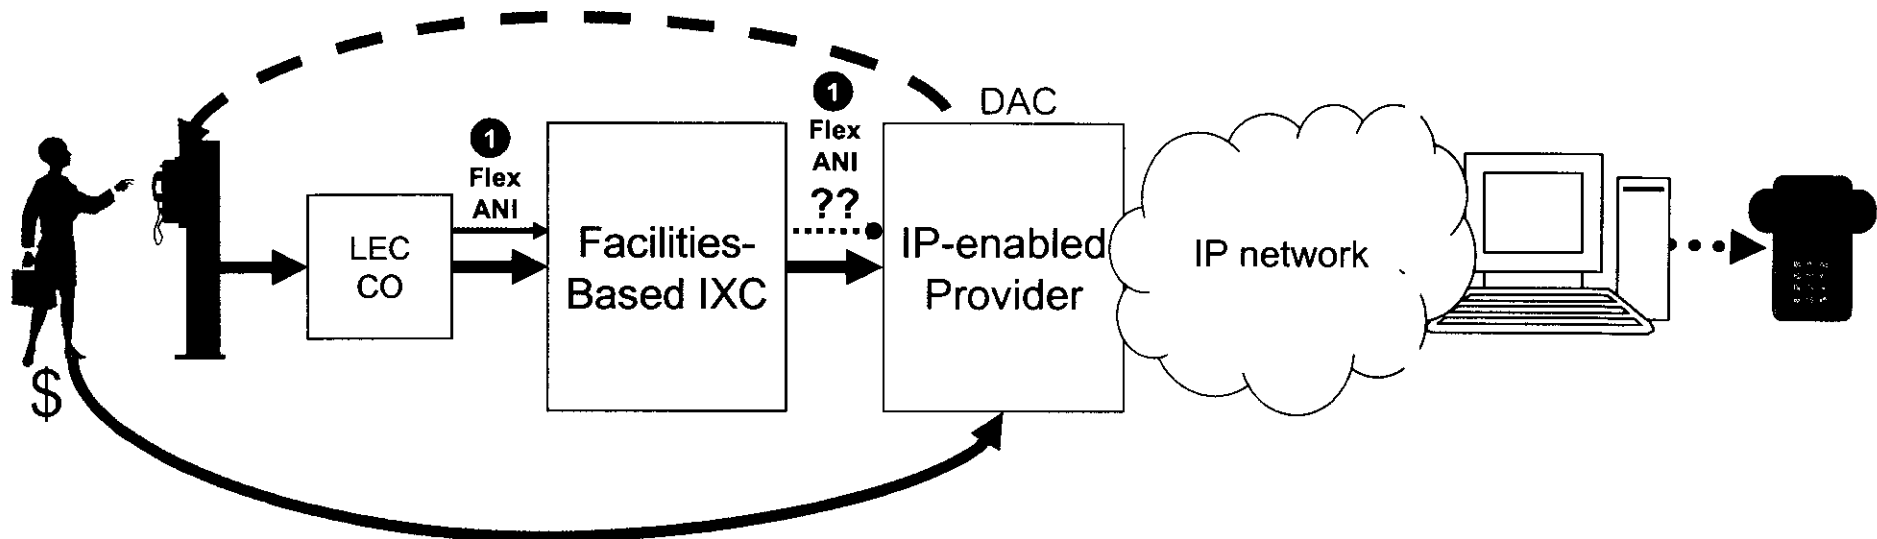 DAC
1
Flex
ANI
??
1
Flex
ANI
LEC
CO
Facilities-
Based IXC
IP-enabled
Provider
IP network
$